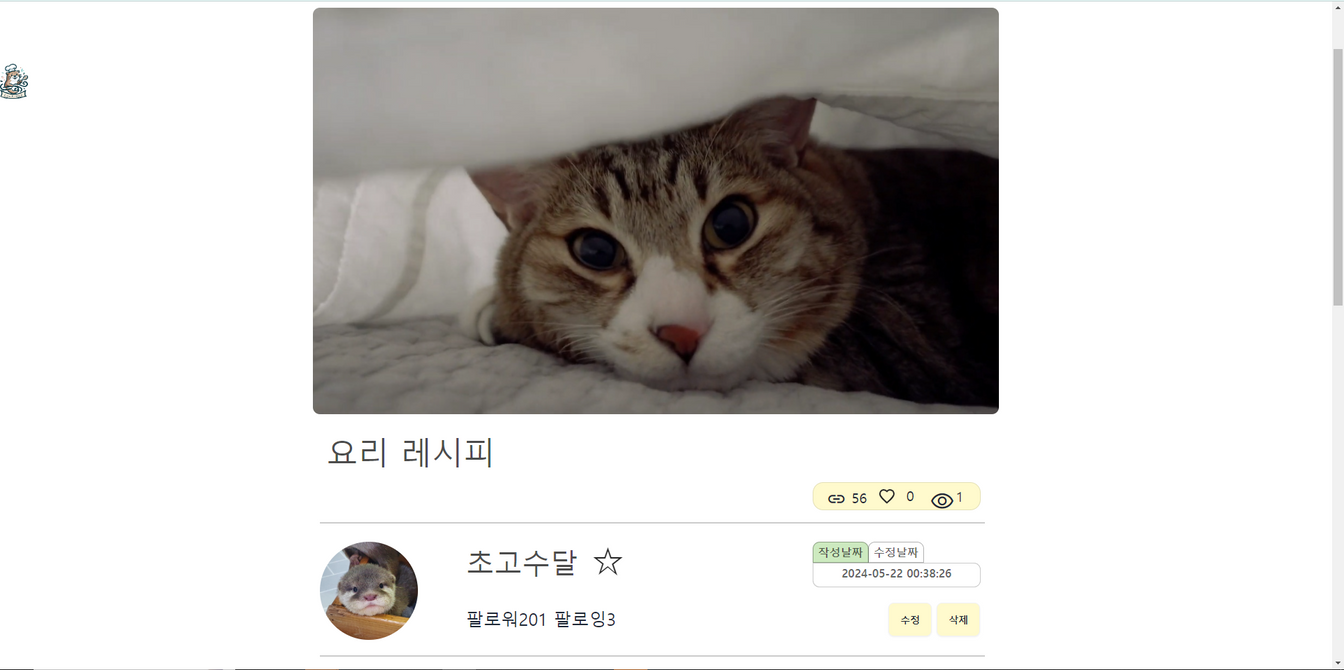 요리 레시피
56 0 1
초고수달
작성날짜 수정날짜
2024-05-22 00:38:26
팔로워201 팔로잉3
수정 삭제